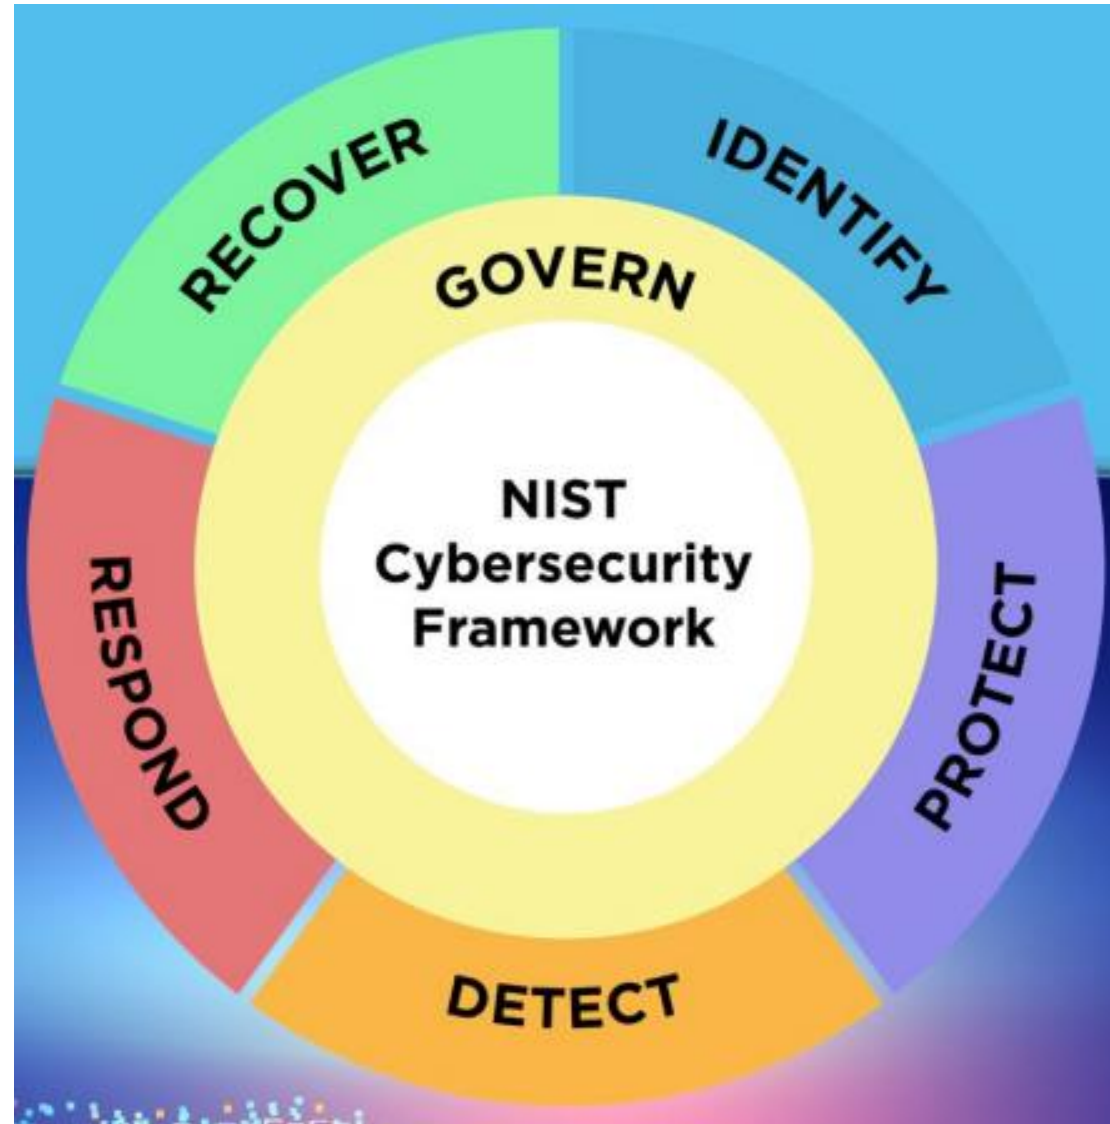 RECOVER
IDENTIFY
GOVERN
NIST
Cybersecurity
Framework
RESPOND
PROTECT
DETECT